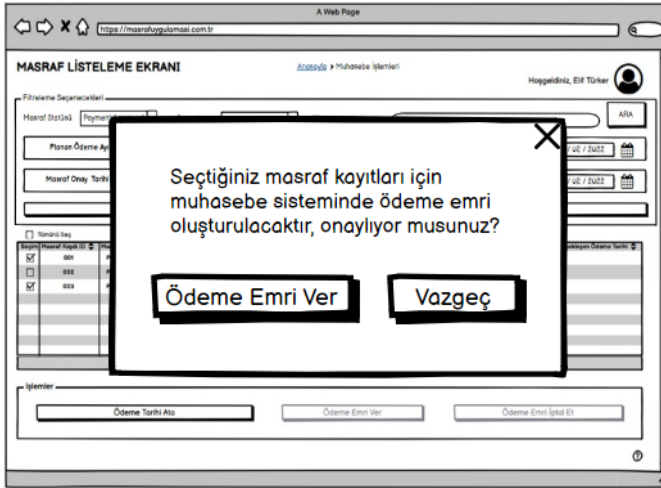 A Web Page
https://masrafuygulamasi.com.tr
MASRAF LİSTELEME EKRANI
Anasayfa > Muhasebe İşlemleri
Hoşgeldiniz, Elif Türker
Filtreleme Seçenecekleri
Masraf Statüsü
ARA
Planan Ödeme
/ 02 / 2022
Masraf Onay Tarihi
/ 02 / 2022
Tümünü Seç
Seçim Masraf Kaydı ID
Ödeme Tarihi
001
002
003
Seçtiğiniz masraf kayıtları için
muhasebe sisteminde ödeme emri
oluşturulacaktır, onaylıyor musunuz?
Ödeme Emri Ver Vazgeç
İşlemler
Ödeme Tarihi Ata Ödeme Emri Ver Ödeme Emri İptal Et
?